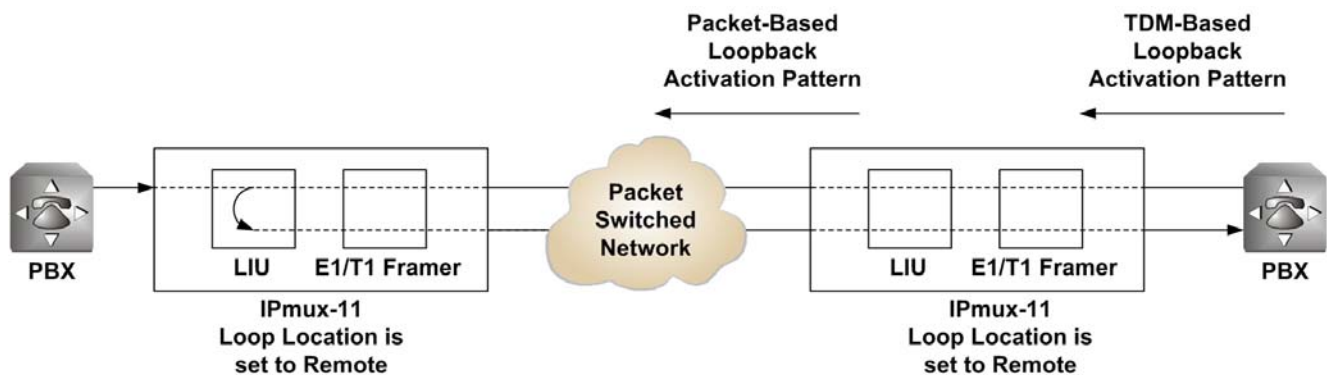 Packet-Based
Loopback
Activation Pattern
TDM-Based
Loopback
Activation Pattern
PBX
LIU
E1/T1 Framer
IPmux-11
Loop Location is
set to Remote
Packet
Switched
Network
LIU
E1/T1 Framer
IPmux-11
Loop Location is
set to Remote
PBX